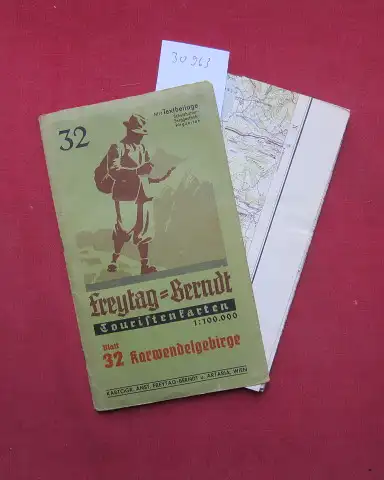 30963
32
Mit Textbeilage
Freytag=Berndt
Touristenkarten
1:100.000
Blatt
32 Karwendelgebirge
KARTOGR. ANST. FREYTAG-BERNDT u. ARTARIA, WIEN